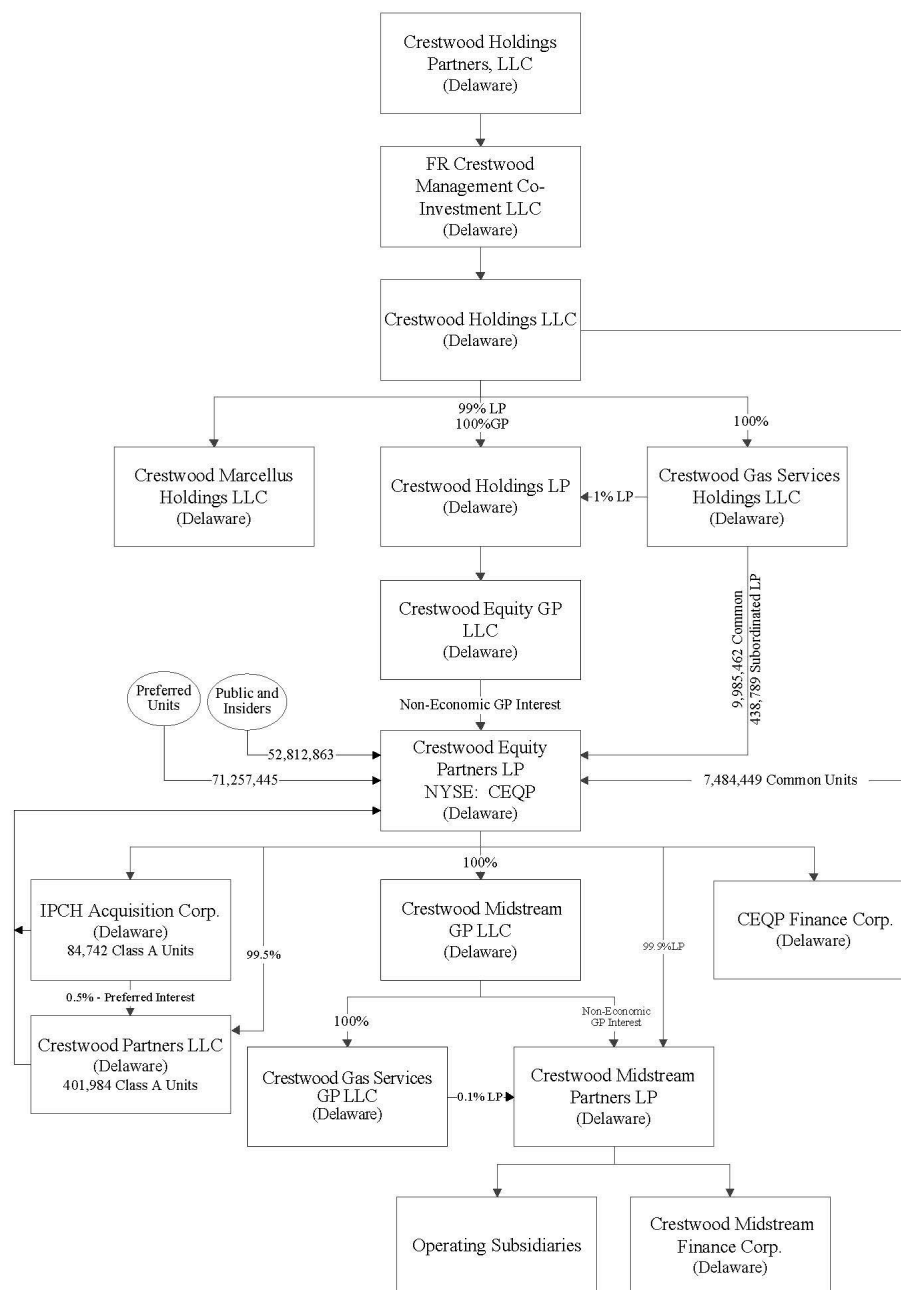 Crestwood Holdings
Partners, LLC
(Delaware)
FR Crestwood
Management Co-
Investment LLC
(Delaware)
Crestwood Holdings LLC
(Delaware)
99% LP
100%GP
100%
Crestwood Marcellus
Holdings LLC
(Delaware)
Crestwood Holdings LP
(Delaware)
1% LP
Crestwood Gas Services
Holdings LLC
(Delaware)
Crestwood Equity GP
LLC
(Delaware)
9,985,462 Common
438,789 Subordinated LP
Preferred
Units
Public and
Insiders
Non-Economic GP Interest
52,812,863
71,257,445
Crestwood Equity
Partners LP
NYSE: CEQP
(Delaware)
7,484,449 Common Units
100%
IPCH Acquisition Corp.
(Delaware)
84,742 Class A Units
99.5%
Crestwood Midstream
GP LLC
(Delaware)
99.9%LP
CEQP Finance Corp.
(Delaware)
0.5% - Preferred Interest
Crestwood Partners LLC
(Delaware)
401,984 Class A Units
100%
Non-Economic
GP Interest
Crestwood Gas Services
GP LLC
(Delaware)
0.1% LP
Crestwood Midstream
Partners LP
(Delaware)
Operating Subsidiaries
Crestwood Midstream
Finance Corp.
(Delaware)